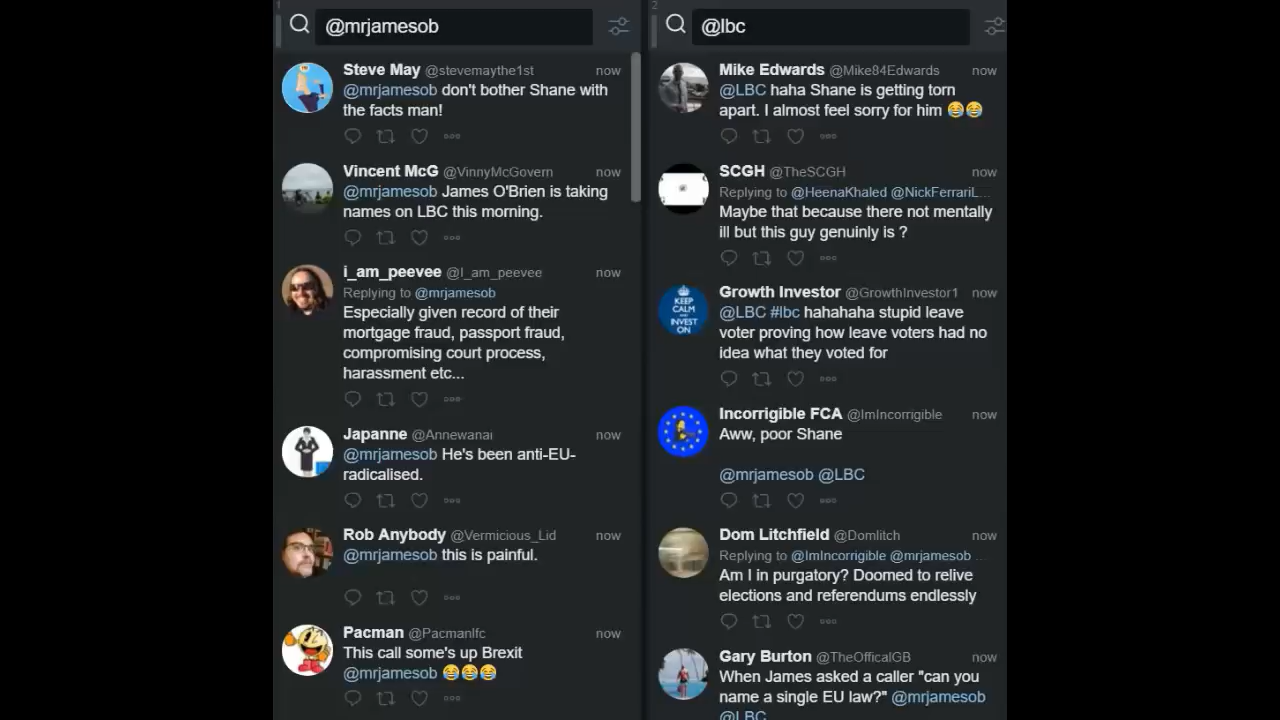 1
@mrjamesob
Steve May @stevemaythe1st now
@mrjamesob don't bother Shane with
the facts man!
Vincent McG @VinnyMcGovern now
@mrjamesob James O'Brien is taking
names on LBC this morning.
i_am_peevee @I_am_peevee now
Replying to @mrjamesob
Especially given record of their
mortgage fraud, passport fraud,
compromising court process,
harassment etc...
Japanne @Annewanai now
@mrjamesob He's been anti-EU-
radicalised.
Rob Anybody @Vermicious_Lid now
@mrjamesob this is painful.
Pacman @Pacmanlfc now
This call some's up Brexit
@mrjamesob 😂😂😂
2
@lbc
Mike Edwards @Mike84Edwards now
@LBC haha Shane is getting torn
apart. I almost feel sorry for him 😂😂
SCGH @TheSCGH now
Replying to @HeenaKhaled @NickFerrariL...
Maybe that because there not mentally
ill but this guy genuinly is ?
KEEP
CALM
AND
INVEST
ON
Growth Investor @GrowthInvestor1 now
@LBC #lbc hahahaha stupid leave
voter proving how leave voters had no
idea what they voted for
Incorrigible FCA @ImIncorrigible now
Aww, poor Shane
@mrjamesob @LBC
Dom Litchfield @Domlitch now
Replying to @ImIncorrigible @mrjamesob ...
Am I in purgatory? Doomed to relive
elections and referendums endlessly
Gary Burton @TheOfficalGB now
When James asked a caller "can you
name a single EU law?" @mrjamesob
@LBC